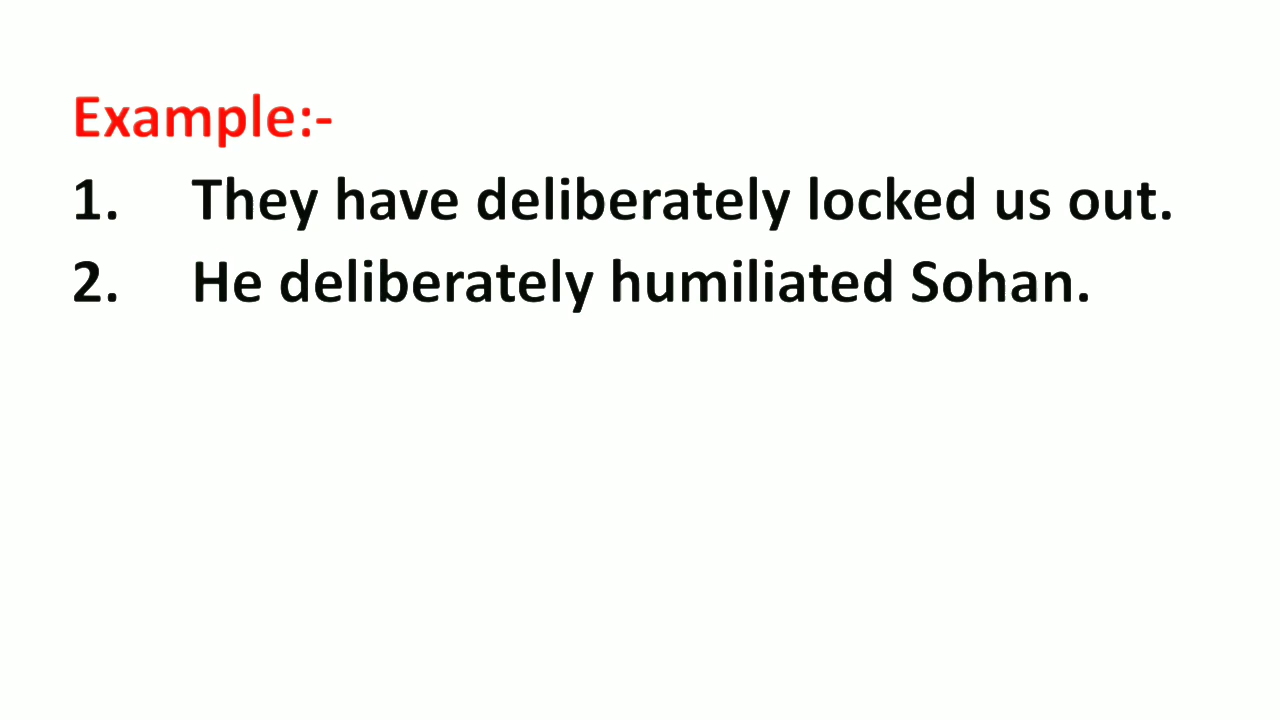 Example:-
1. They have deliberately locked us out.
2. He deliberately humiliated Sohan.